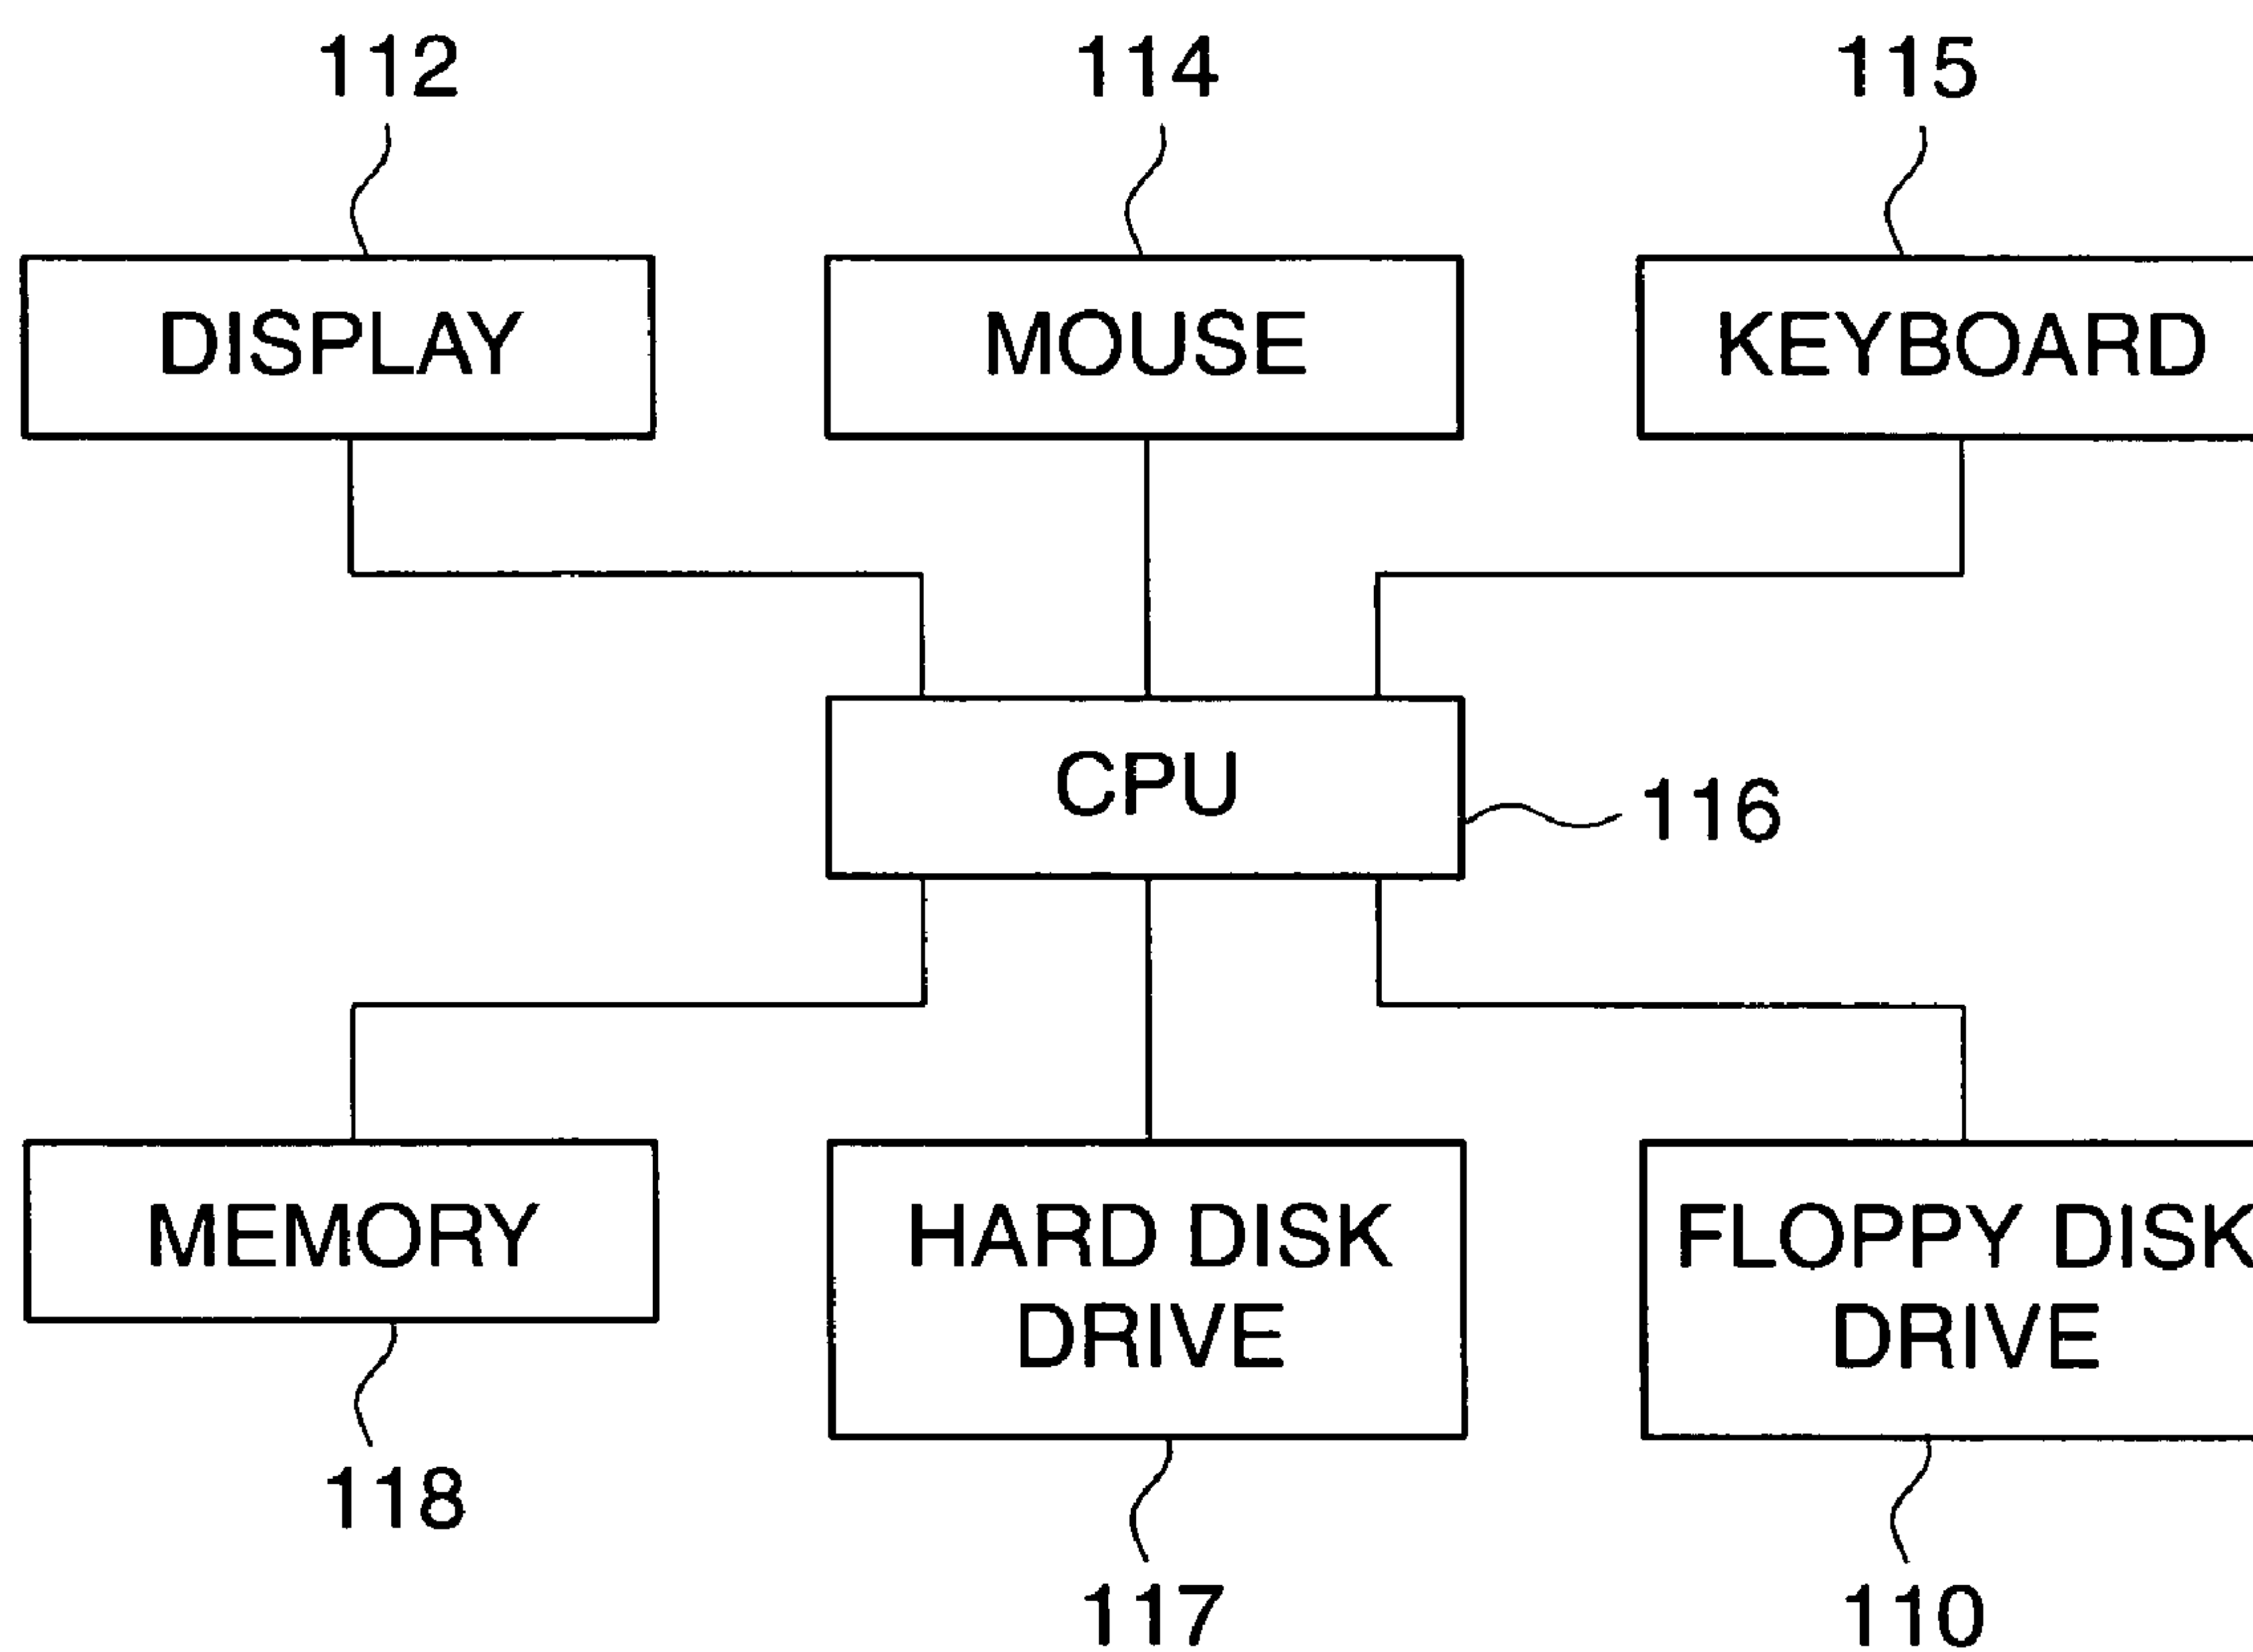 112
114
115
DISPLAY
MOUSE
KEYBOARD
CPU
116
MEMORY
HARD DISK
DRIVE
FLOPPY DISK
DRIVE
118
117
110